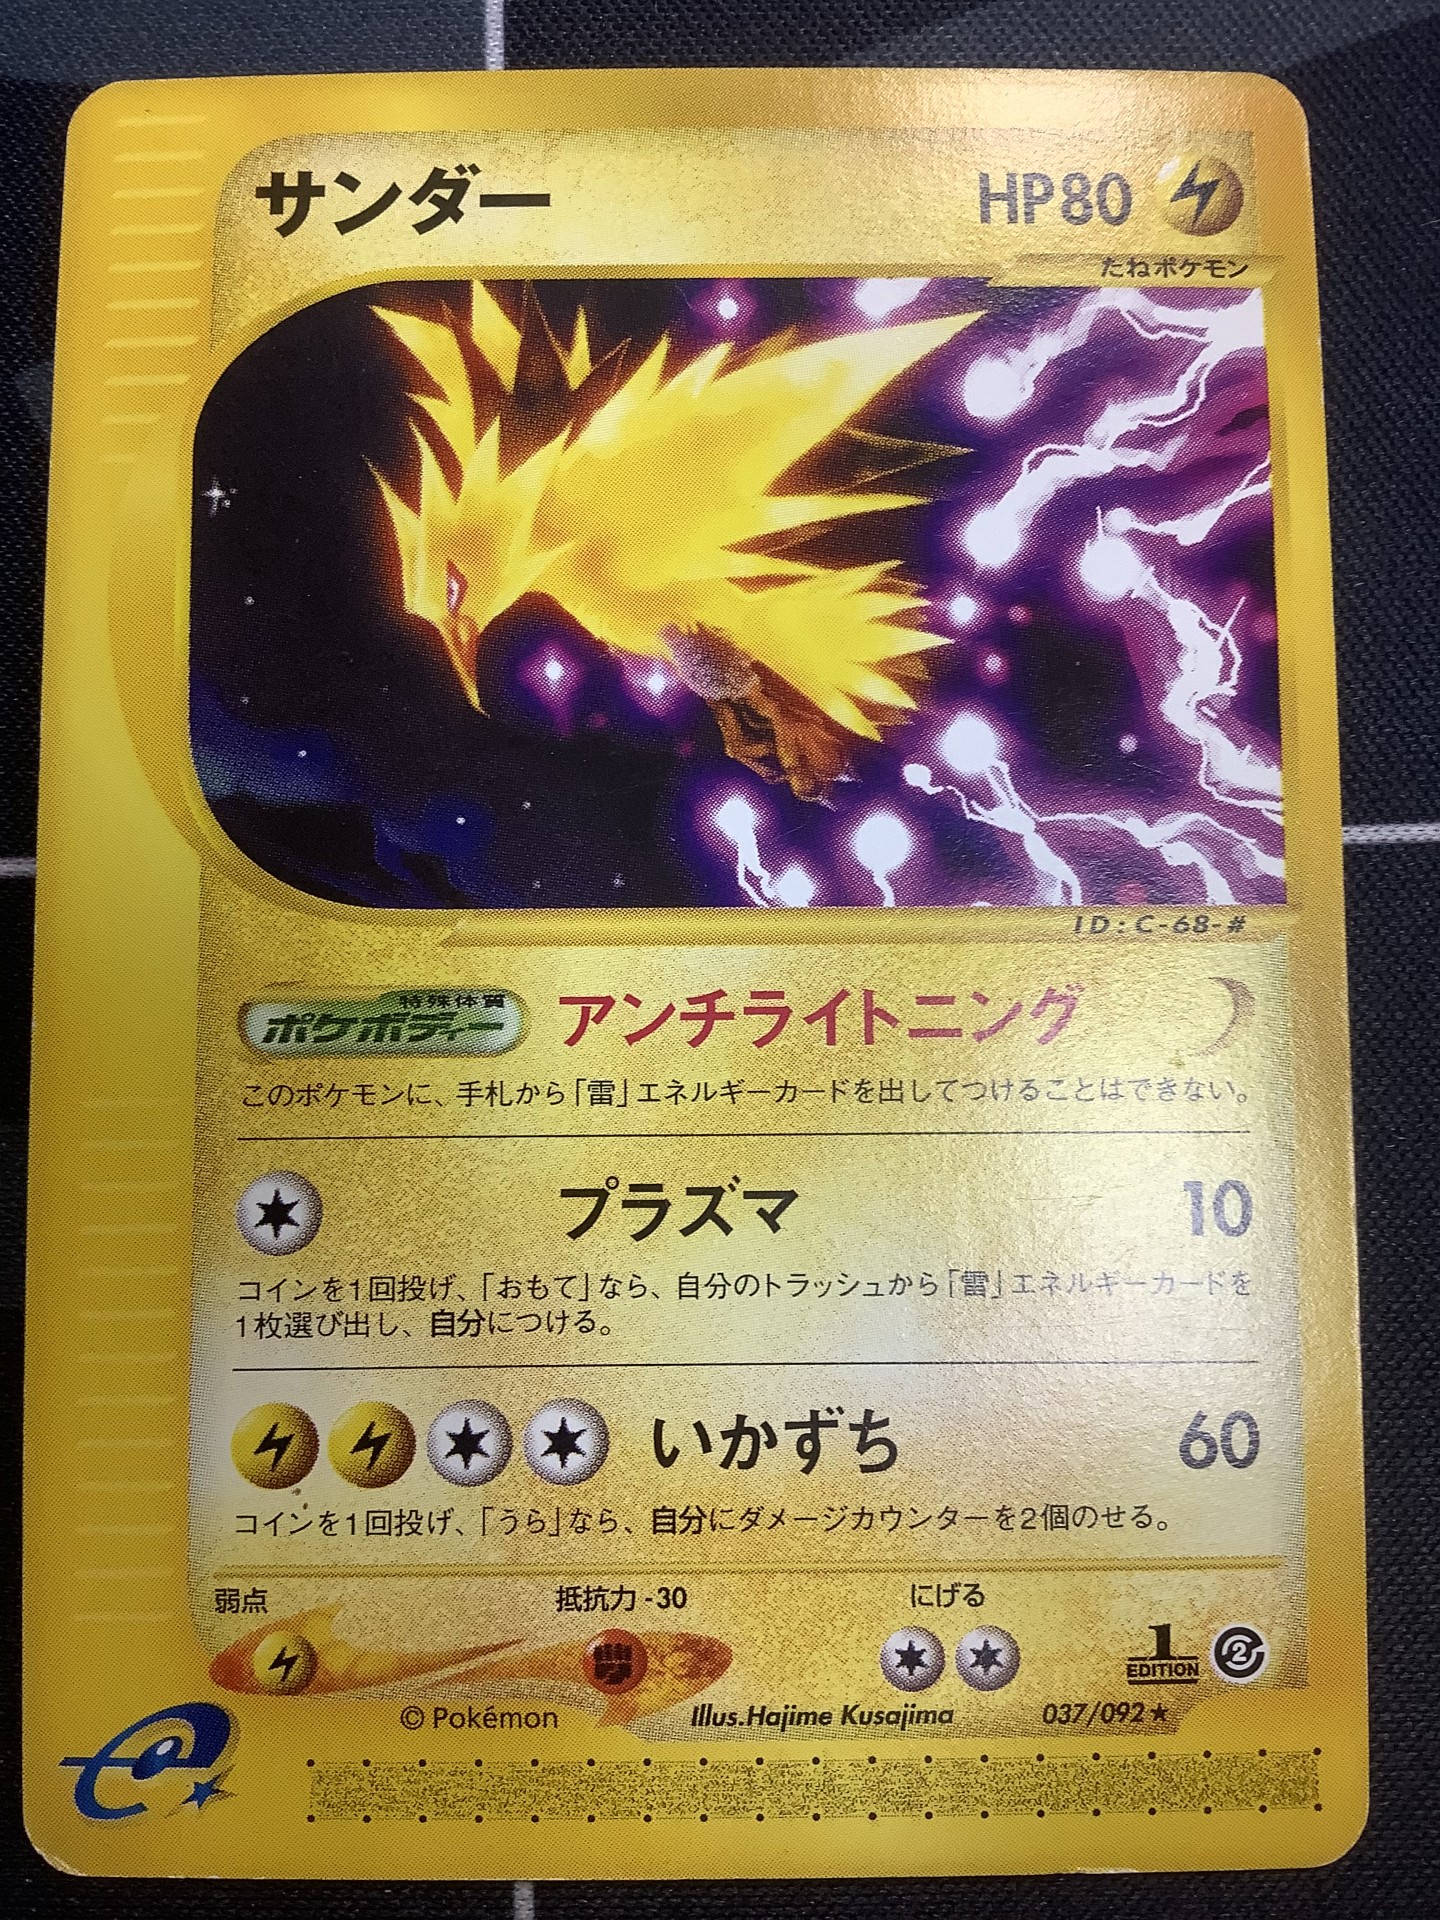 サンダー
HP80
たねポケモン
ID:C-68-#
特殊体質
ポケボディー
アンチライトニング
このポケモンに、手札から「雷」エネルギーカードを出してつけることはできない。
プラズマ 10
コインを1回投げ、「おもて」なら、自分のトラッシュから「雷」エネルギーカードを
1枚選び出し、自分につける。
いかずち 60
コインを1回投げ、「うら」なら、自分にダメージカウンターを2個のせる。
弱点 抵抗力 -30 にげる
1 EDITION 2
© Pokémon Illus.Hajime Kusajima 037/092★
e